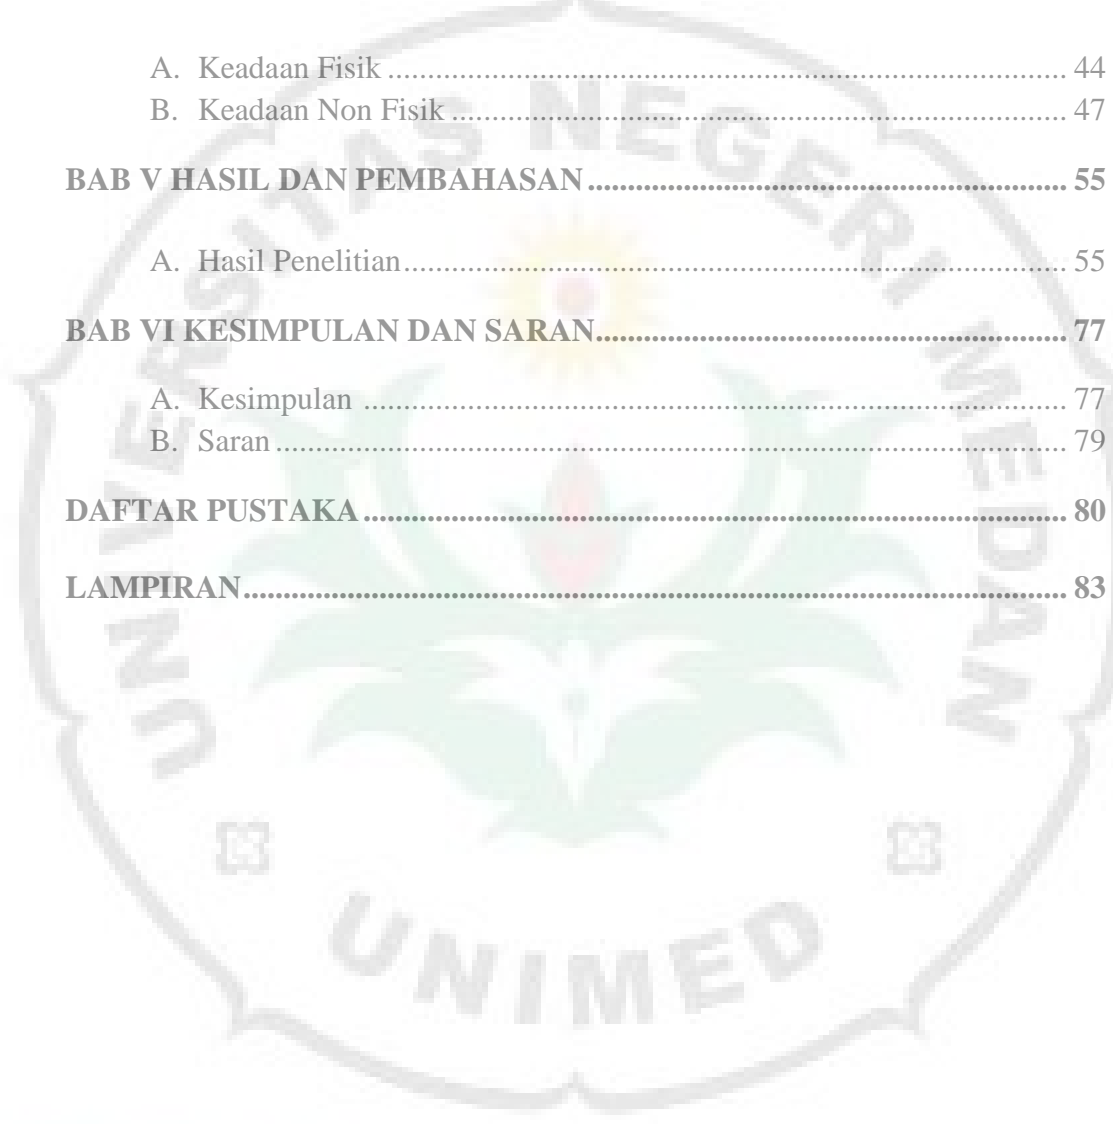 A. Keadaan Fisik ........................................................................ 44
B. Keadaan Non Fisik ................................................................. 47
BAB V HASIL DAN PEMBAHASAN ............................................................ 55
A. Hasil Penelitian ...................................................................... 55
BAB VI KESIMPULAN DAN SARAN ........................................................... 77
A. Kesimpulan .......................................................................... 77
B. Saran ................................................................................... 79
DAFTAR PUSTAKA ........................................................................................ 80
LAMPIRAN ....................................................................................................... 83
UNIVERSITAS NEGERI MEDAN
UNIMED